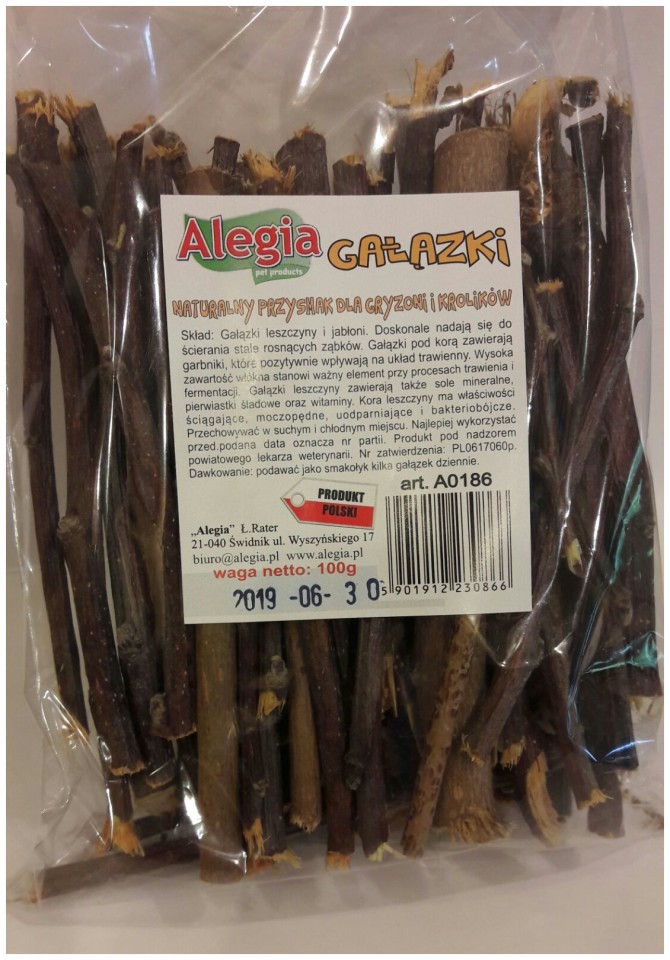 Alegia GAŁĄZKI
pet products
NATURALNY PRZYSMAK DLA GRYZONI i KROLIKÓW
Skład: Gałązki leszczyny i jabłoni. Doskonale nadają się do
ścierania stale rosnących ząbków. Gałązki pod korą zawierają
garbniki, które pozytywnie wpływają na układ trawienny. Wysoka
zawartość włókna stanowi ważny element przy procesach trawienia i
fermentacji. Gałązki leszczyny zawierają także sole mineralne,
pierwiastki śladowe oraz witaminy. Kora leszczyny ma właściwości
ściągające, moczopędne, uodparniające i bakteriobójcze.
Przechowywać w suchym i chłodnym miejscu. Najlepiej wykorzystać
przed.podana data oznacza nr partii. Produkt pod nadzorem
powiatowego lekarza weterynarii. Nr zatwierdzenia: PL0617060p.
Dawkowanie: podawać jako smakołyk kilka gałązek dziennie.
art. A0186
PRODUKT
POLSKI
„Alegia” Ł.Rater
21-040 Świdnik ul. Wyszyńskiego 17
biuro@alegia.pl www.alegia.pl
waga netto: 100g
2019 -06- 3 0
5 901912 230866